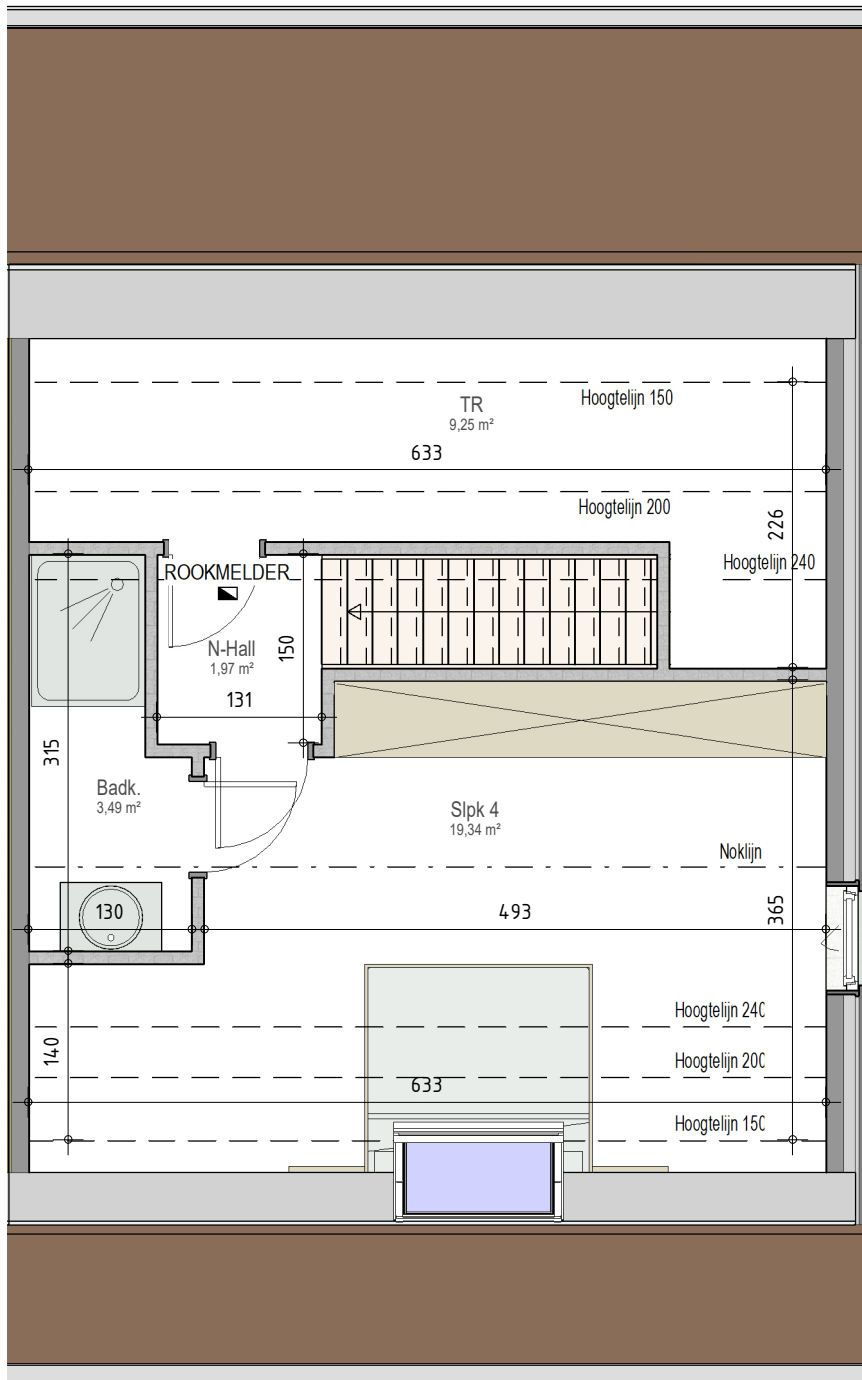 Hoogtelijn 150
TR
9,25 m²
633
Hoogtelijn 200
226
Hoogtelijn 240
ROOKMELDER
N-Hall
1,97 m²
150
131
315
Badk.
3,49 m²
Slpk 4
19,34 m²
Noklijn
130
493
365
Hoogtelijn 240
140
Hoogtelijn 200
633
Hoogtelijn 150